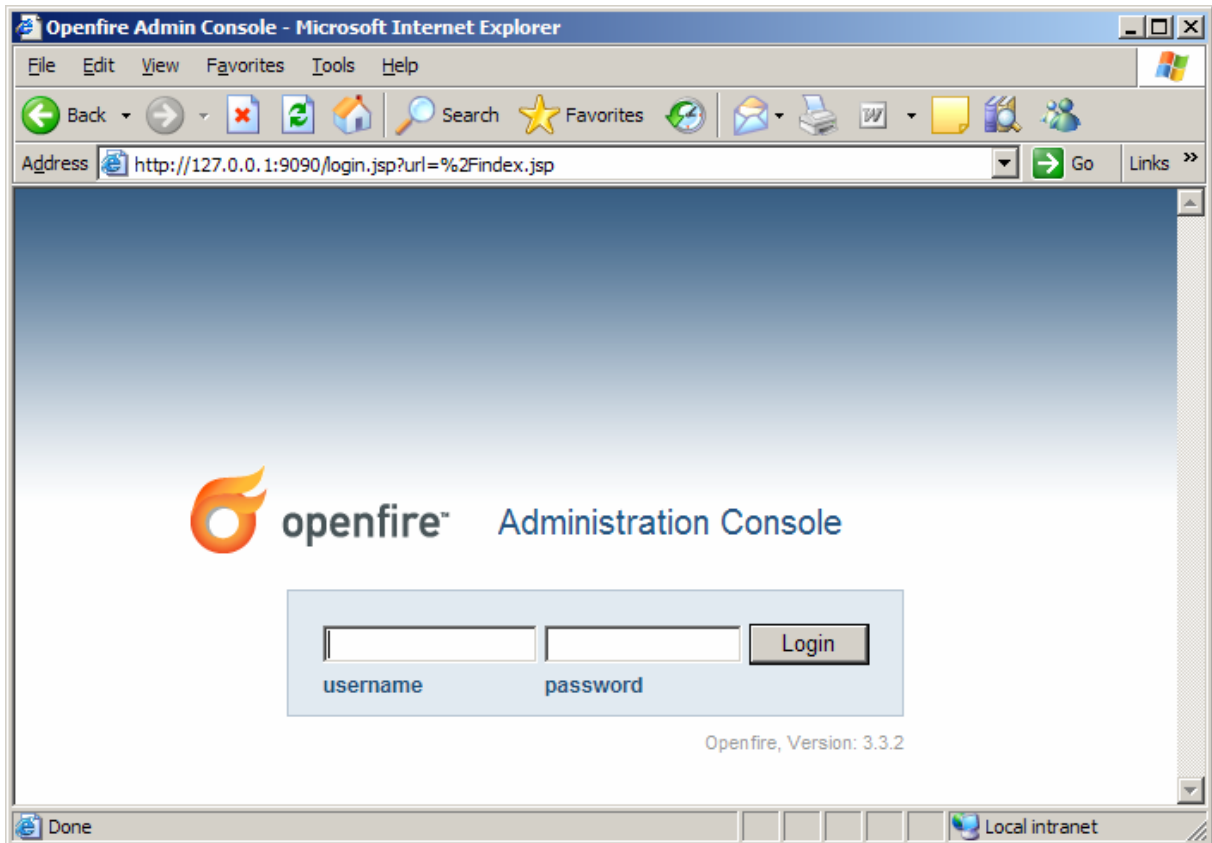 Openfire Admin Console - Microsoft Internet Explorer
File Edit View Favorites Tools Help
Back Search Favorites
Address http://127.0.0.1:9090/login.jsp?url=%2Findex.jsp Go Links »
openfire™ Administration Console
Login
username password
Openfire, Version: 3.3.2
Done Local intranet